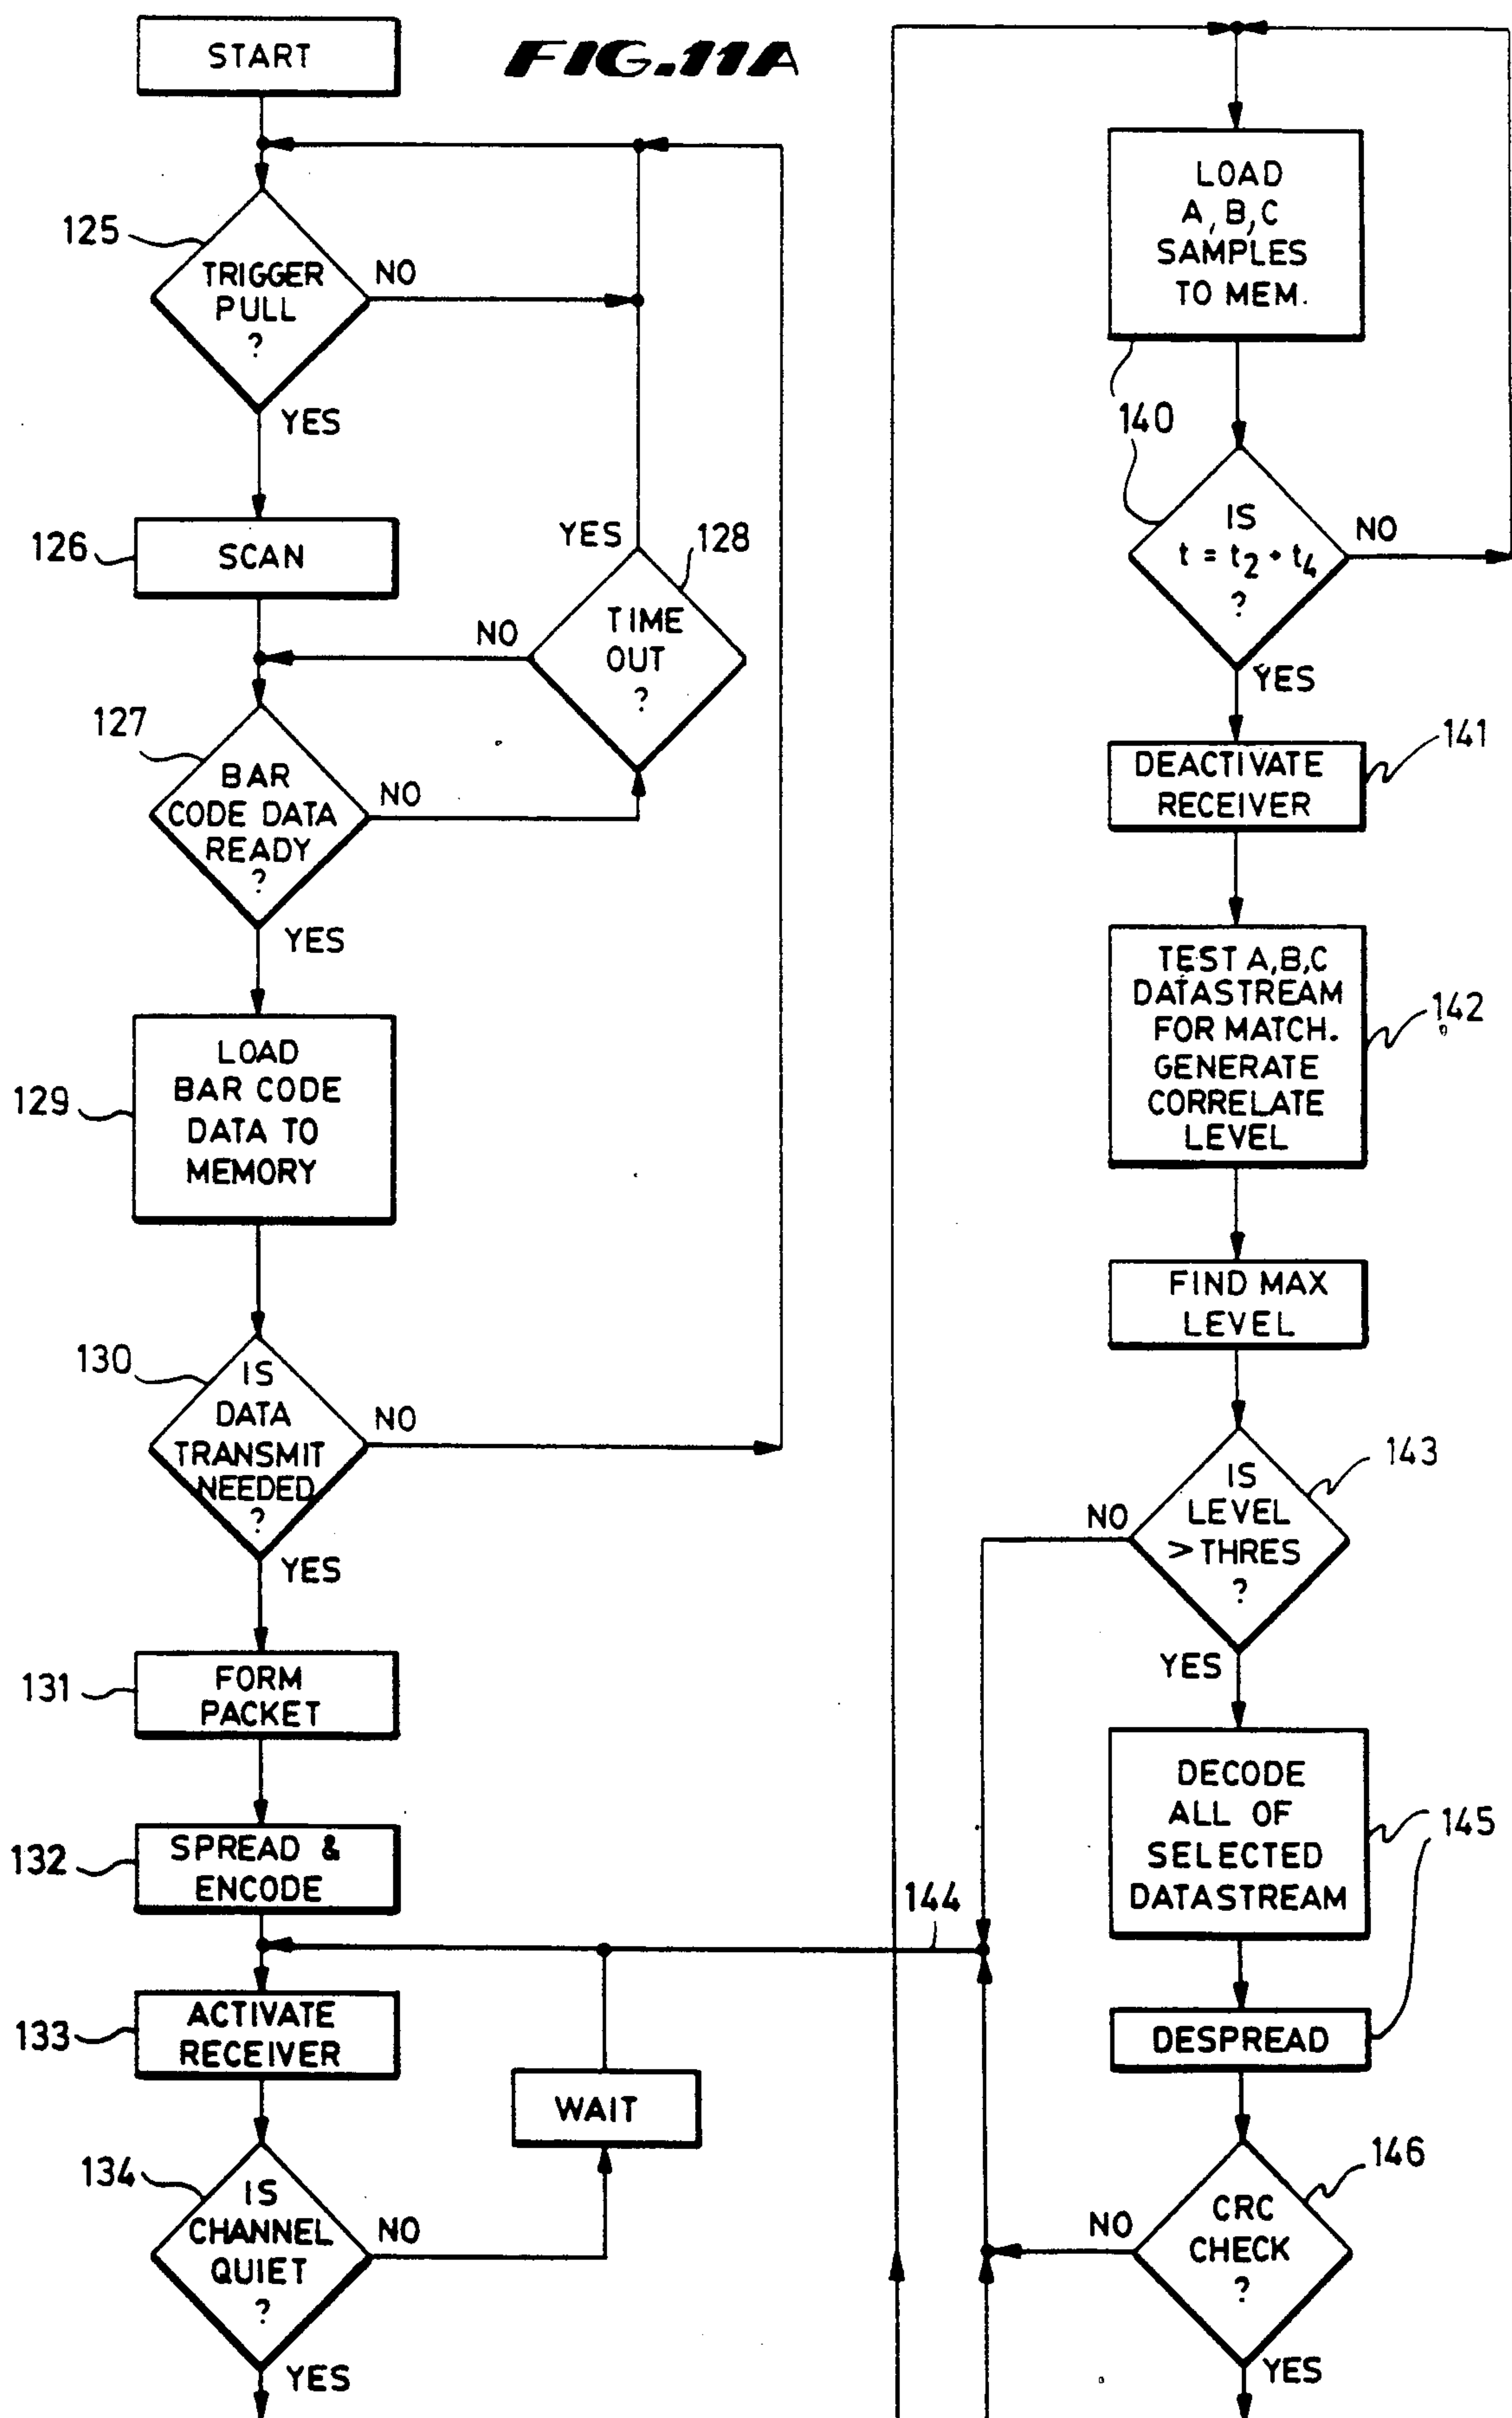 FIG.11A
START
125
TRIGGER
PULL
?
NO
YES
126
SCAN
YES
128
TIME
OUT
?
NO
127
BAR
CODE DATA
READY
?
NO
YES
129
LOAD
BAR CODE
DATA TO
MEMORY
130
IS
DATA
TRANSMIT
NEEDED
?
NO
YES
131
FORM
PACKET
132
SPREAD &
ENCODE
144
133
ACTIVATE
RECEIVER
WAIT
134
IS
CHANNEL
QUIET
?
NO
YES
LOAD
A, B, C
SAMPLES
TO MEM.
140
IS
t = t2 + t4
?
NO
YES
DEACTIVATE
RECEIVER
141
TEST A,B,C
DATASTREAM
FOR MATCH.
GENERATE
CORRELATE
LEVEL
142
FIND MAX
LEVEL
143
IS
LEVEL
> THRES
?
NO
YES
DECODE
ALL OF
SELECTED
DATASTREAM
145
DESPREAD
146
CRC
CHECK
?
NO
YES